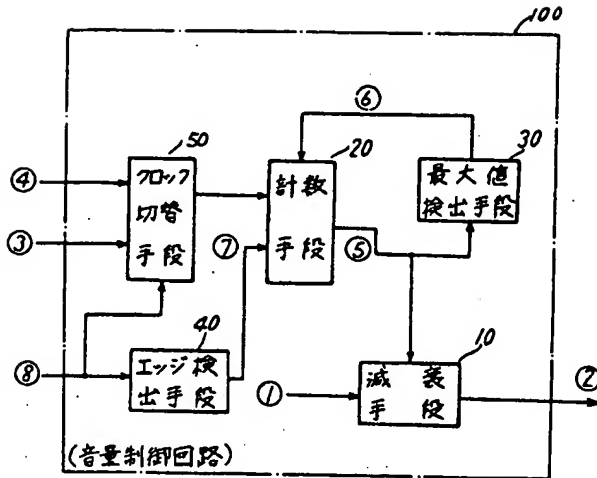 100
⑥
50
20
30
④
クロック
切替
手段
計数
手段
最大値
検出手段
③
⑦
⑤
40
10
⑧
エッジ検
出手段
①
減衰
手段
②
(音量制御回路)